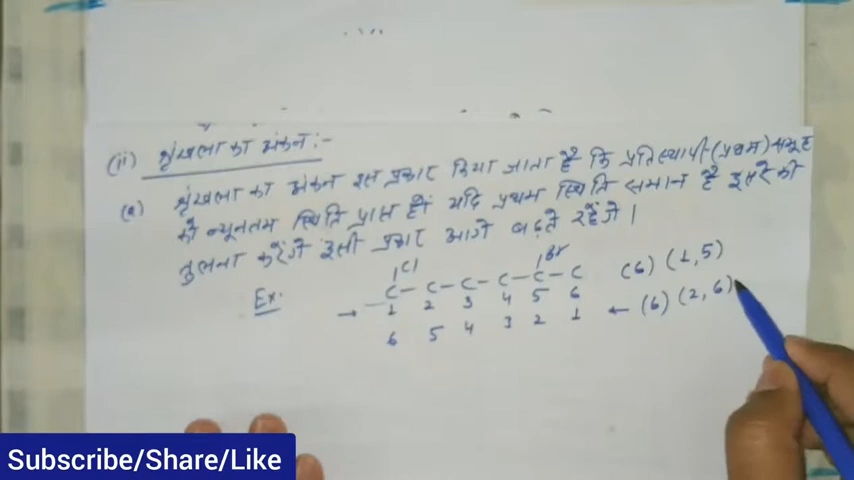 (ii) श्रृंखला का अंकन :-
(a) श्रृंखला का अंकन इस प्रकार किया जाता है कि प्रतिस्थापी (प्रथम) समूह
को न्यूनतम स्थिति प्राप्त हो। यदि प्रथम स्थिति समान है दूसरे की
तुलना करेंगे इसी प्रकार आगे बढ़ते रहेंगे।
Cl Br
Ex. C - C - C - C - C - C (6) (1,5)
→ 1 2 3 4 5 6
6 5 4 3 2 1 ← (6) (2,6)
Subscribe/Share/Like